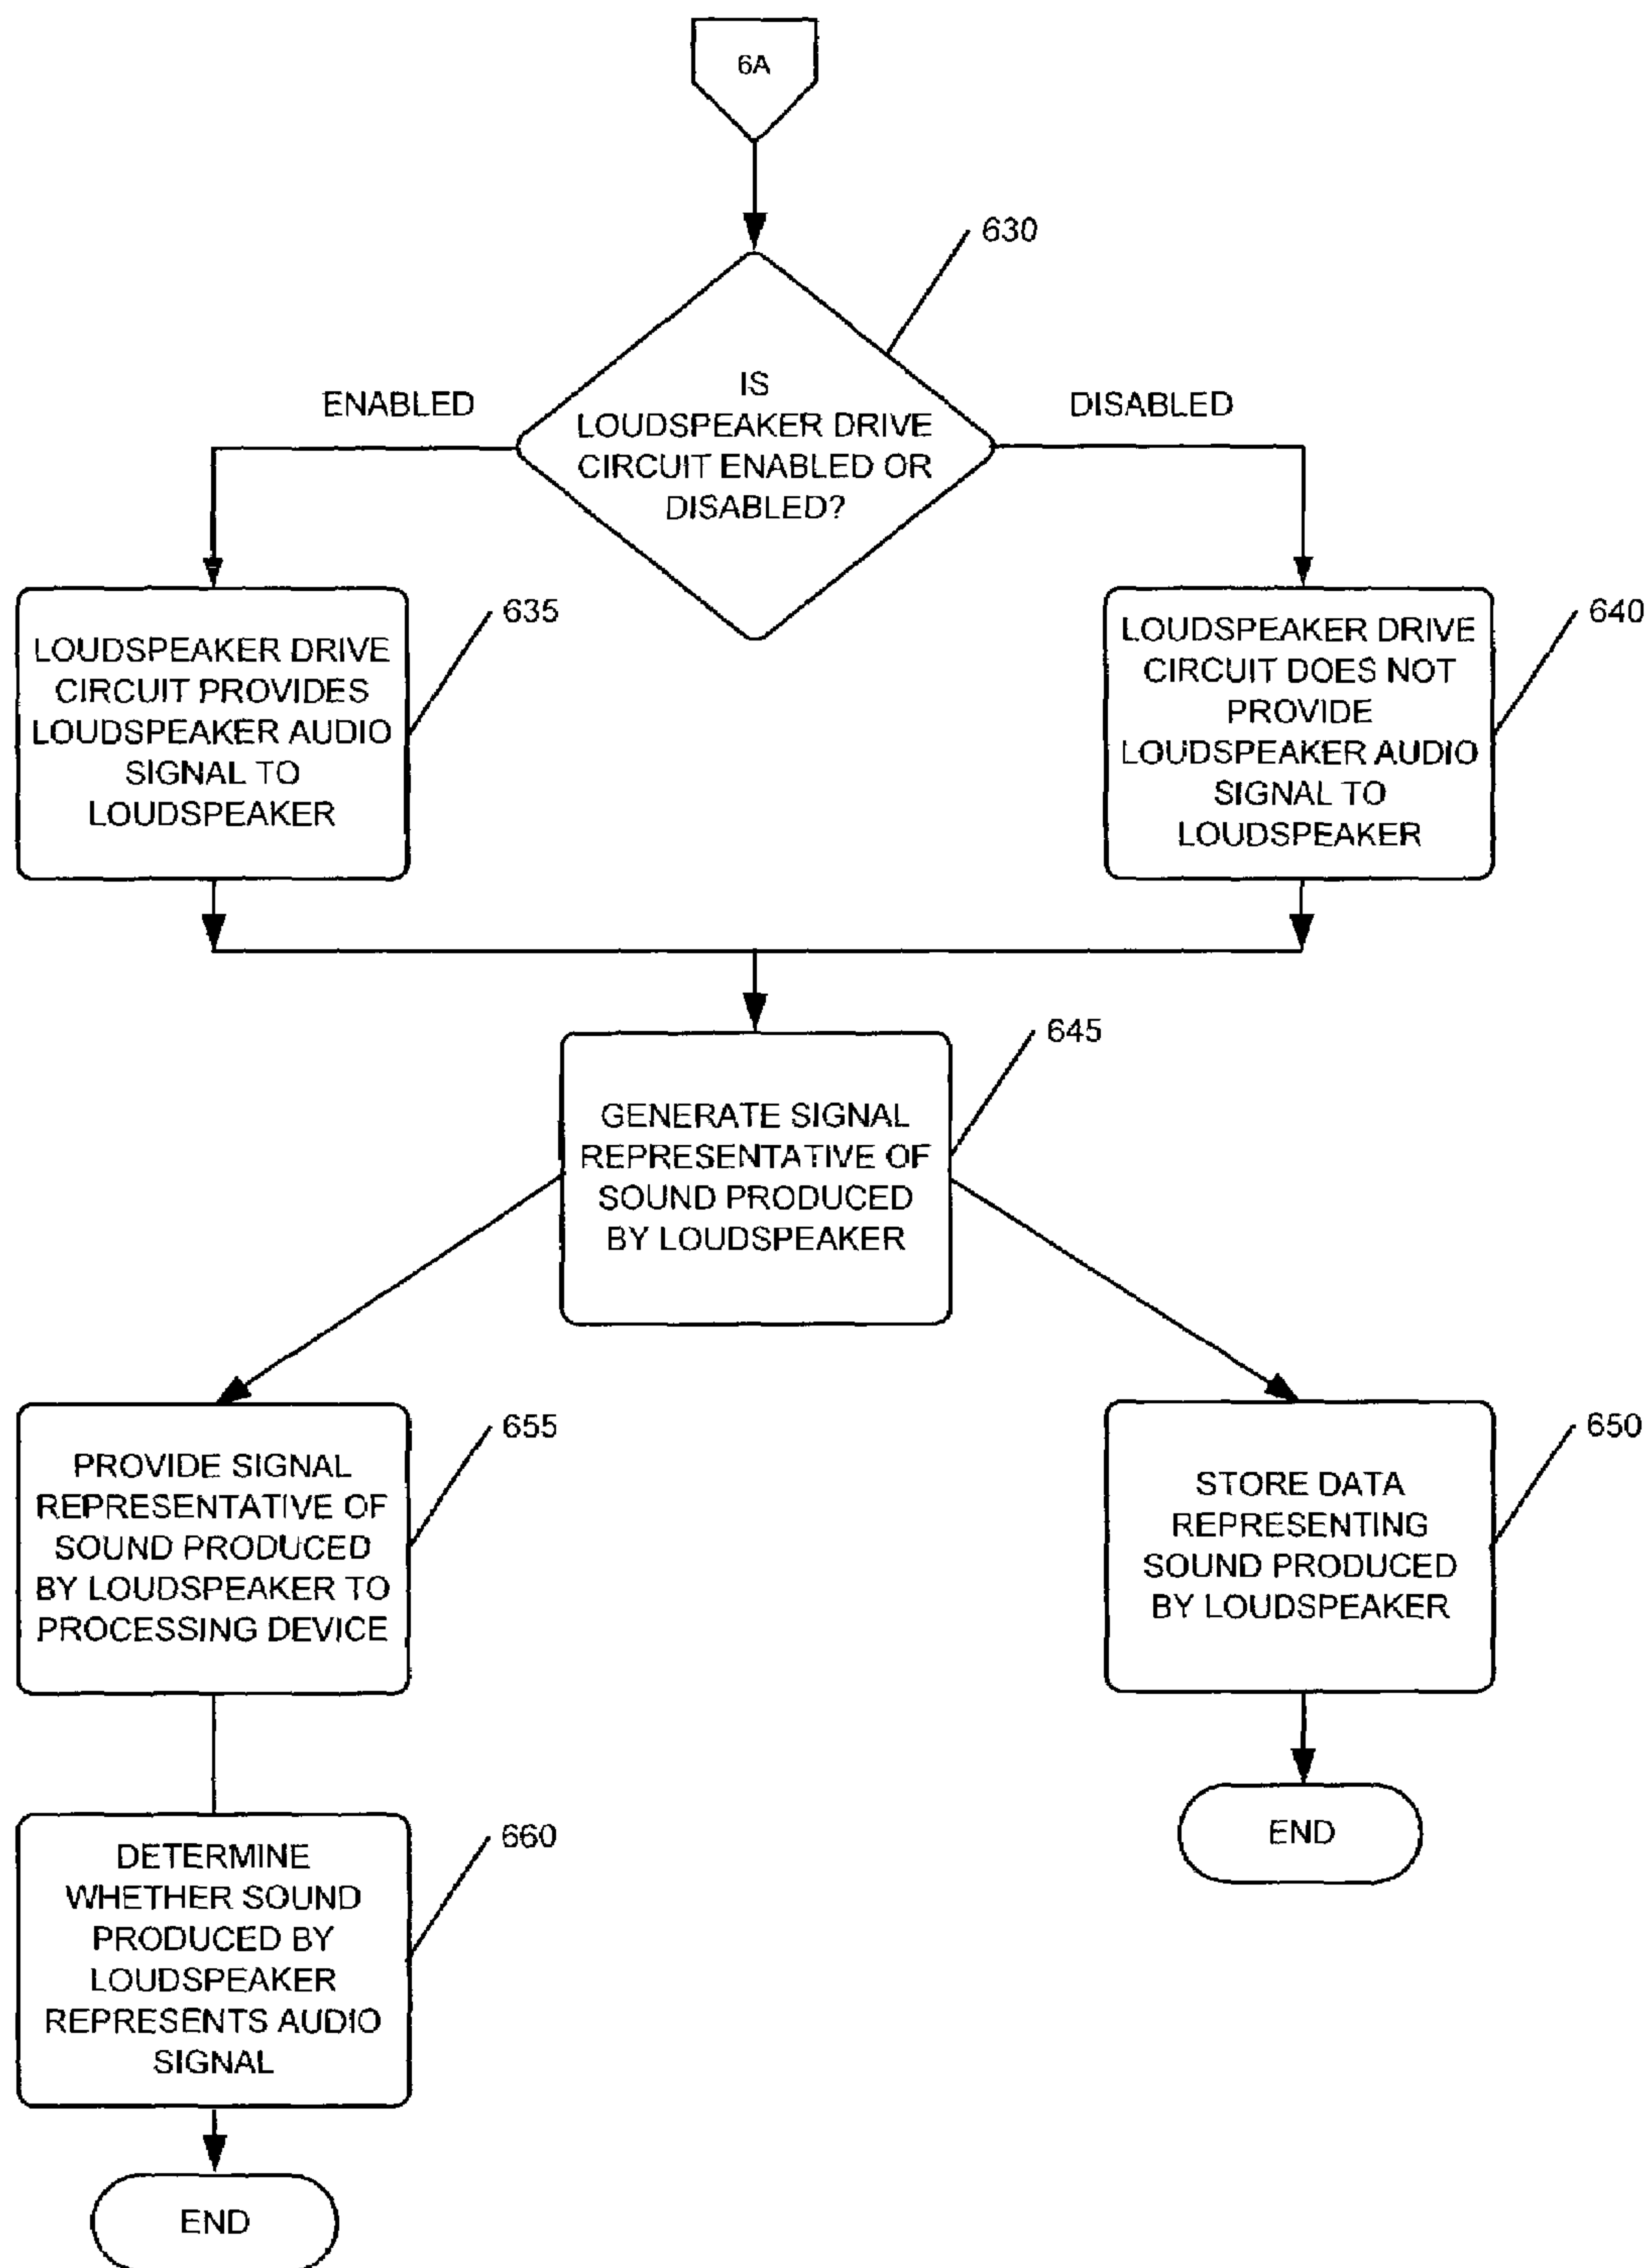 6A
630
IS
LOUDSPEAKER DRIVE
CIRCUIT ENABLED OR
DISABLED?
ENABLED
DISABLED
LOUDSPEAKER DRIVE
CIRCUIT PROVIDES
LOUDSPEAKER AUDIO
SIGNAL TO
LOUDSPEAKER
635
LOUDSPEAKER DRIVE
CIRCUIT DOES NOT
PROVIDE
LOUDSPEAKER AUDIO
SIGNAL TO
LOUDSPEAKER
640
GENERATE SIGNAL
REPRESENTATIVE OF
SOUND PRODUCED
BY LOUDSPEAKER
645
PROVIDE SIGNAL
REPRESENTATIVE OF
SOUND PRODUCED
BY LOUDSPEAKER TO
PROCESSING DEVICE
655
STORE DATA
REPRESENTING
SOUND PRODUCED
BY LOUDSPEAKER
650
DETERMINE
WHETHER SOUND
PRODUCED BY
LOUDSPEAKER
REPRESENTS AUDIO
SIGNAL
660
END
END